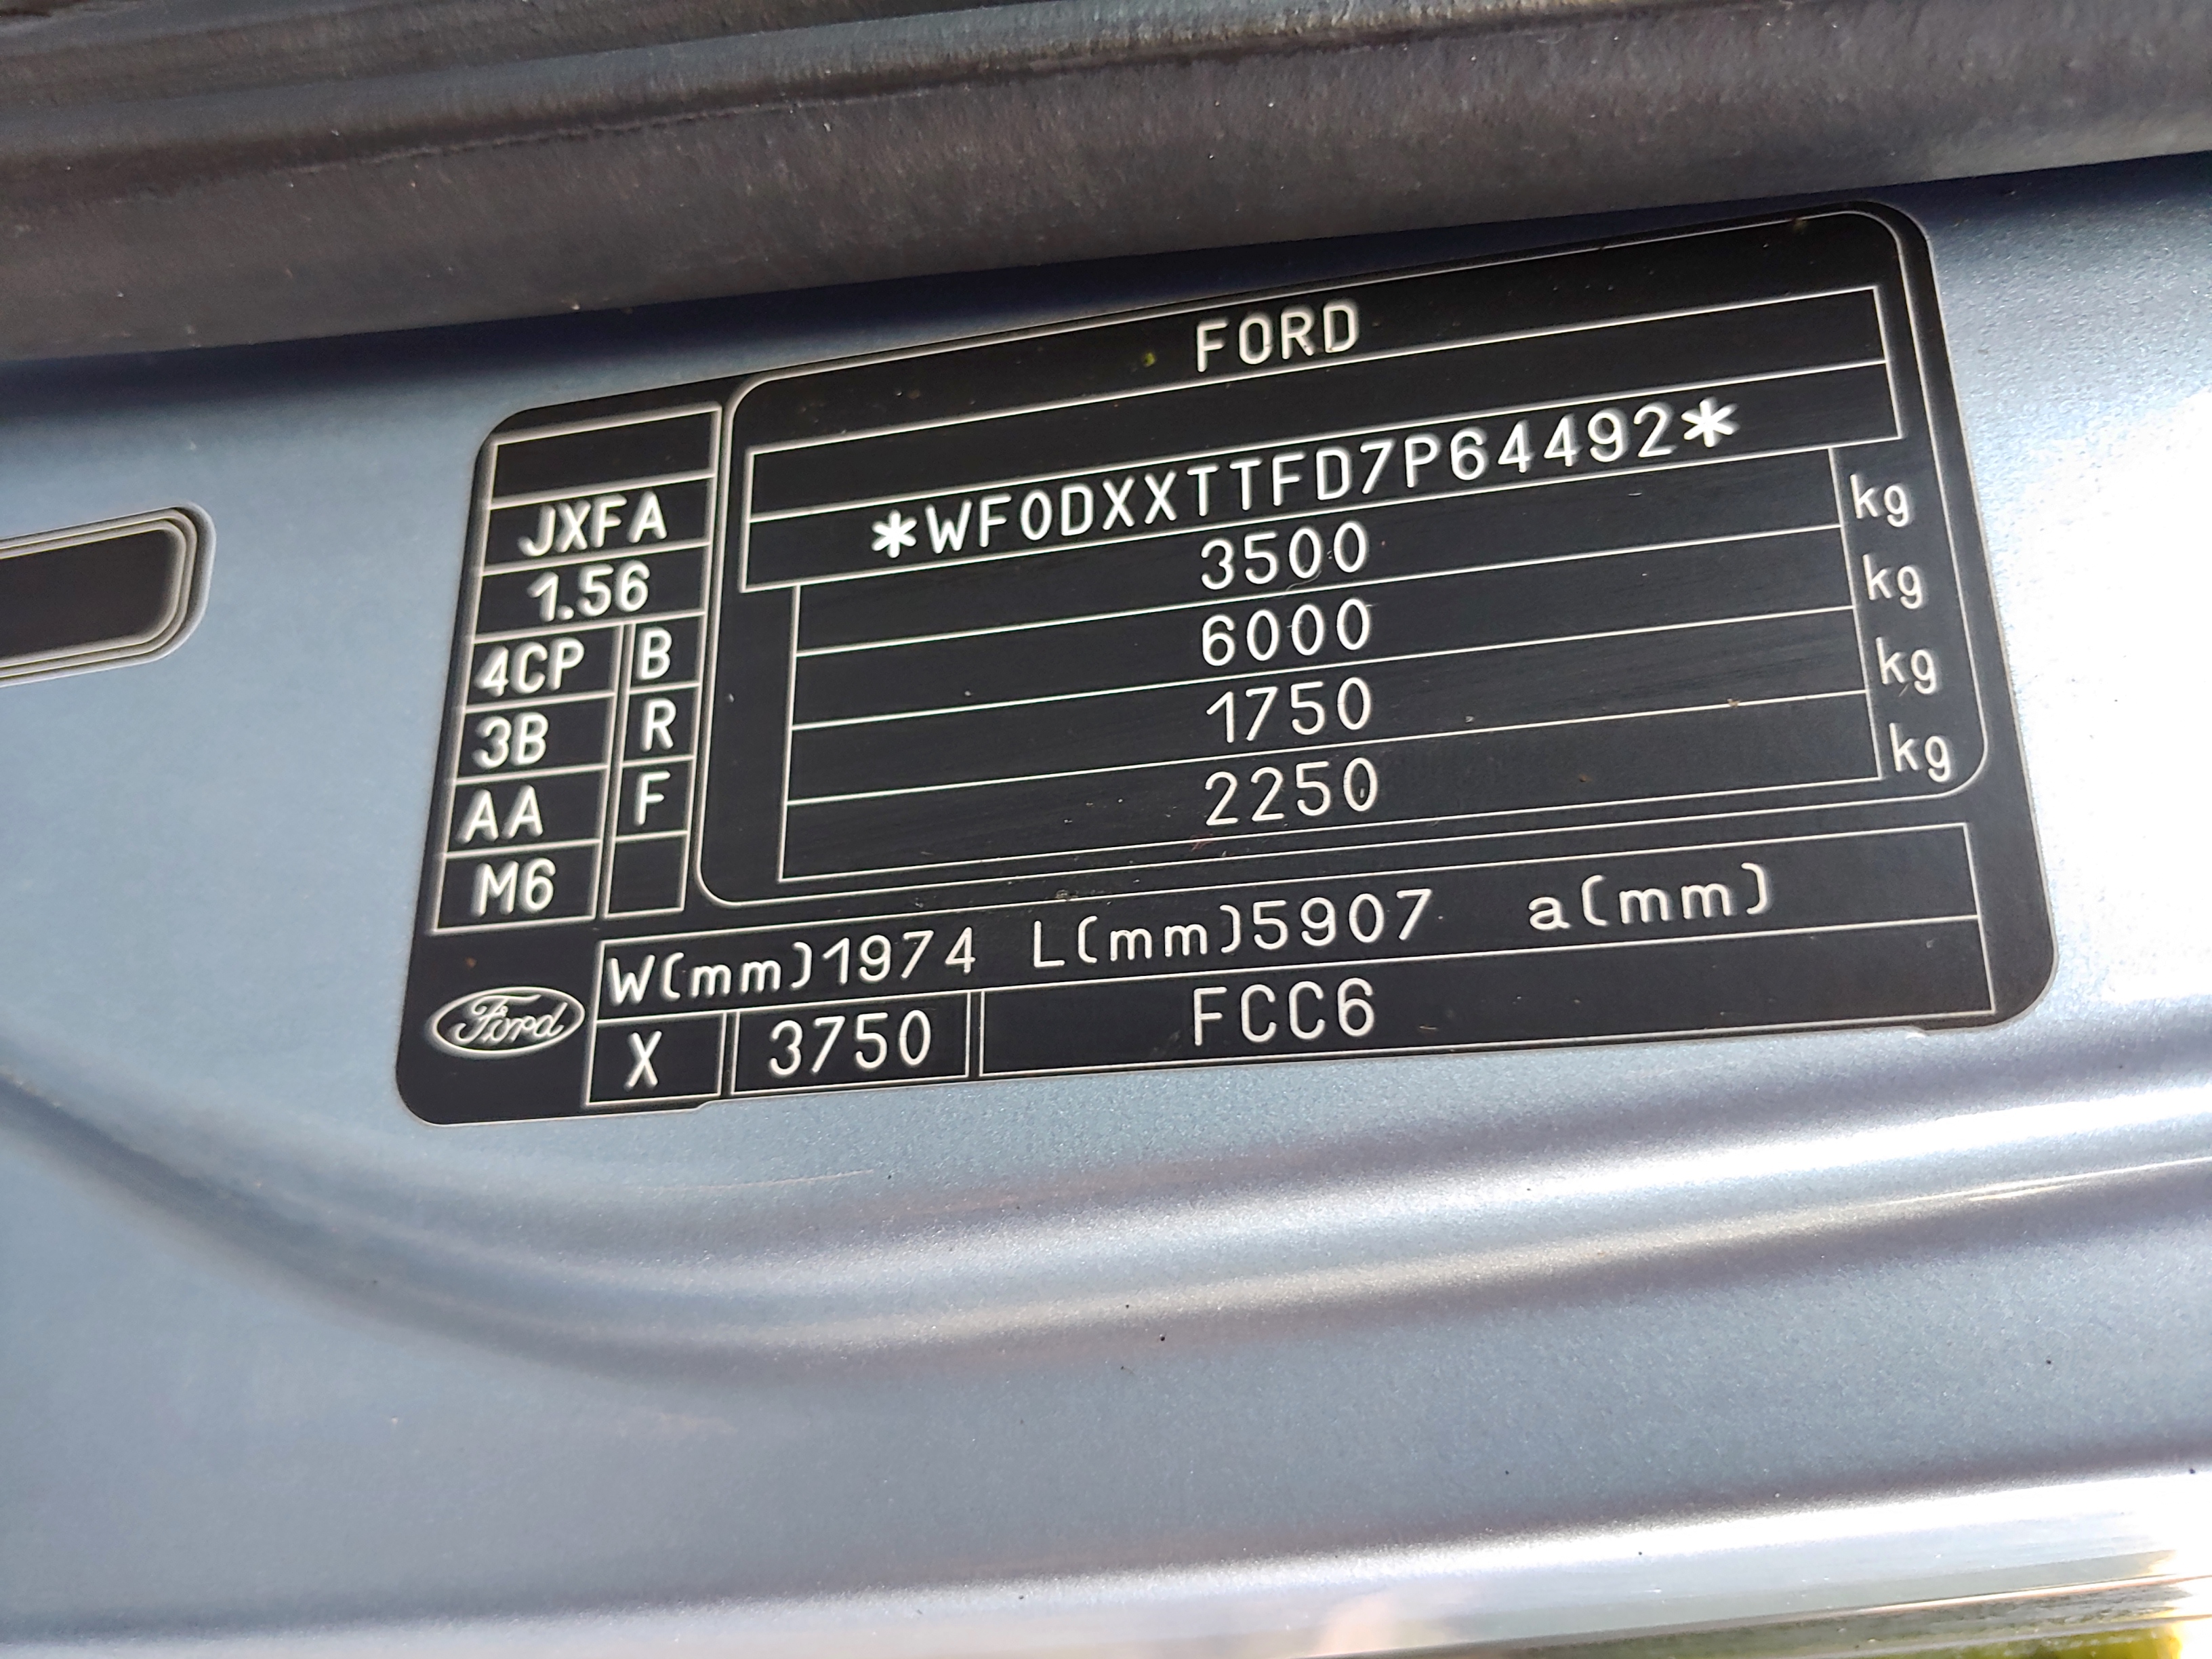 FORD
*WF0DXXTTFD7P64492*
3500 kg
6000 kg
1750 kg
2250 kg
JXFA
1.56
4CP B
3B R
AA F
M6
W(mm)1974 L(mm)5907 a(mm)
Ford
X 3750 FCC6